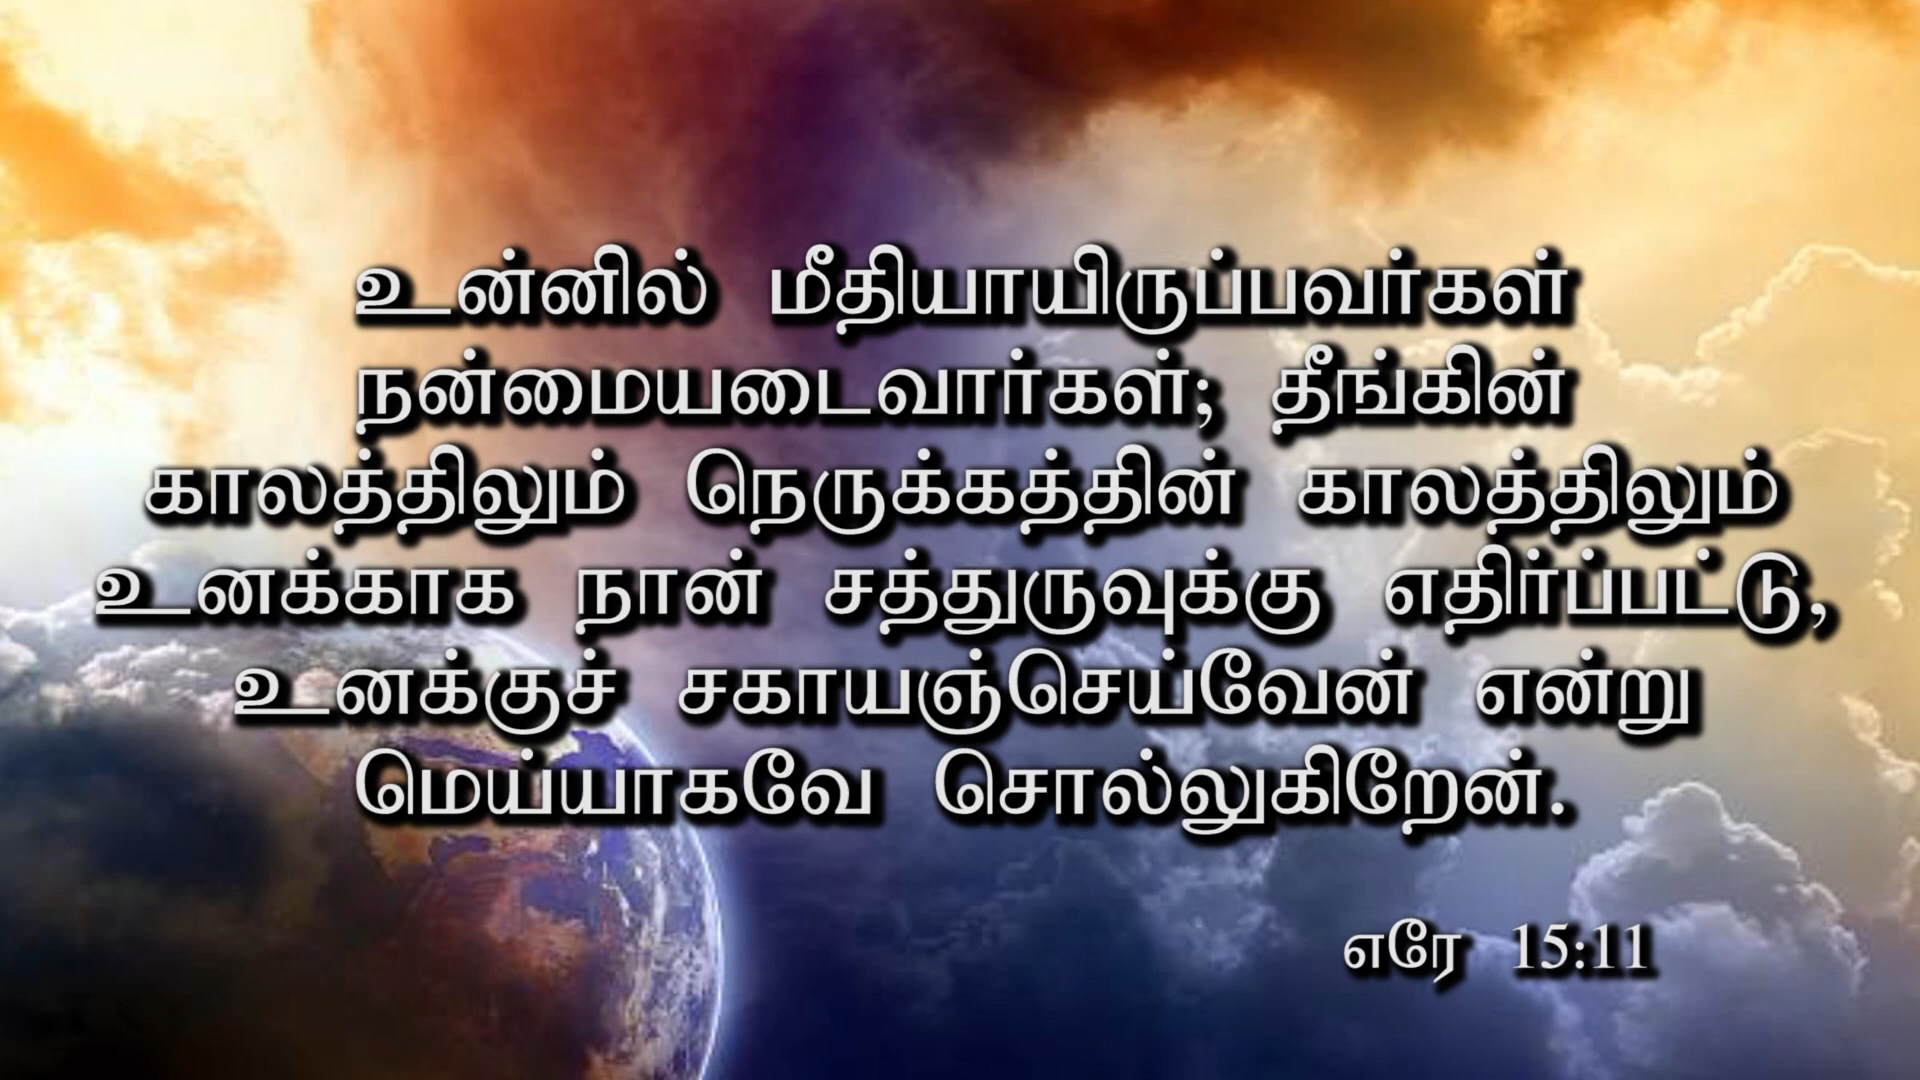 உன்னில் மீதியாயிருப்பவர்கள்
நன்மையடைவார்கள்; தீங்கின்
காலத்திலும் நெருக்கத்தின் காலத்திலும்
உனக்காக நான் சத்துருவுக்கு எதிர்ப்பட்டு,
உனக்குச் சகாயஞ்செய்வேன் என்று
மெய்யாகவே சொல்லுகிறேன்.
எரே 15:11